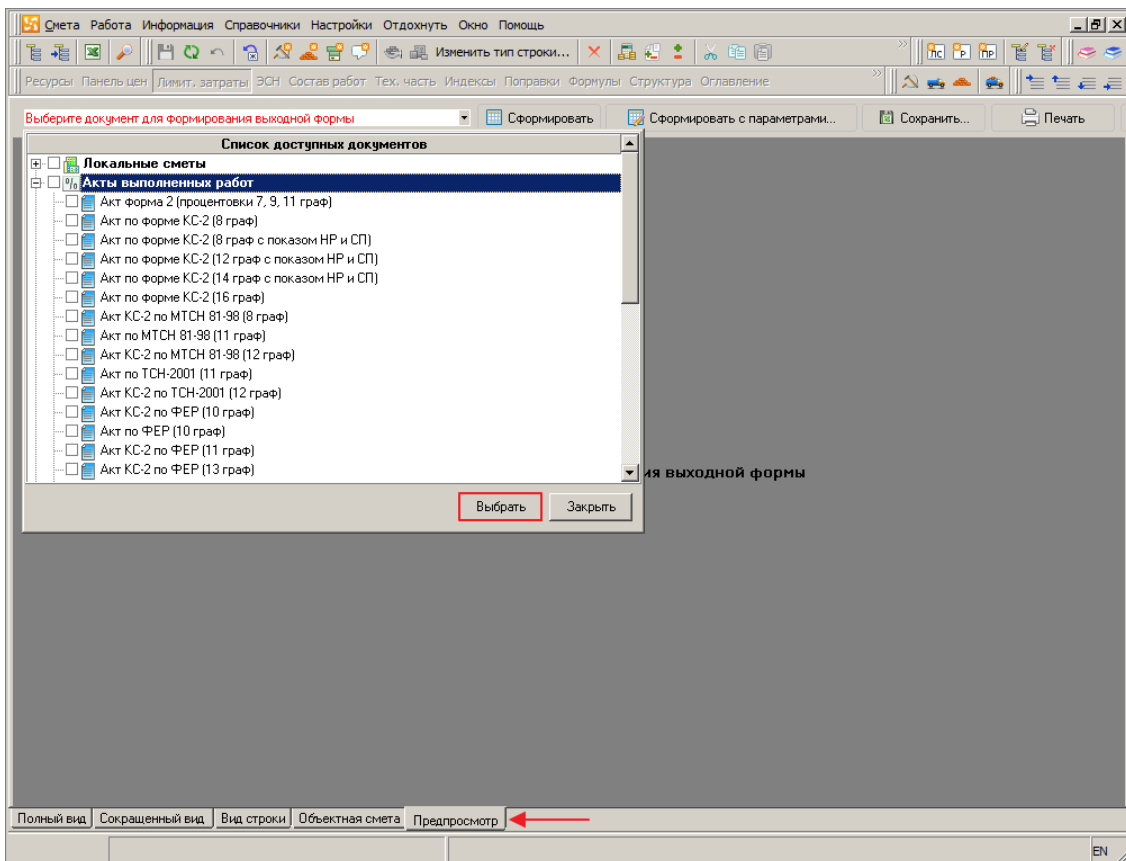 Смета Работа Информация Справочники Настройки Отдохнуть Окно Помощь
Изменить тип строки...
лс Р ПР
Ресурсы Панель цен Лимит. затраты ЭСН Состав работ Тех. часть Индексы Поправки Формулы Структура Оглавление
Выберите документ для формирования выходной формы Сформировать Сформировать с параметрами... Сохранить... Печать
Список доступных документов
Локальные сметы
% Акты выполненных работ
Акт форма 2 (процентовки 7, 9, 11 граф)
Акт по форме КС-2 (8 граф)
Акт по форме КС-2 (8 граф с показом НР и СП)
Акт по форме КС-2 (12 граф с показом НР и СП)
Акт по форме КС-2 (14 граф с показом НР и СП)
Акт по форме КС-2 (16 граф)
Акт КС-2 по МТСН 81-98 (8 граф)
Акт по МТСН 81-98 (11 граф)
Акт КС-2 по МТСН 81-98 (12 граф)
Акт по ТСН-2001 (11 граф)
Акт КС-2 по ТСН-2001 (12 граф)
Акт КС-2 по ФЕР (10 граф)
Акт по ФЕР (10 граф)
Акт КС-2 по ФЕР (11 граф)
Акт КС-2 по ФЕР (13 граф)
ия выходной формы
Выбрать Закрыть
Полный вид Сокращенный вид Вид строки Объектная смета Предпросмотр
EN